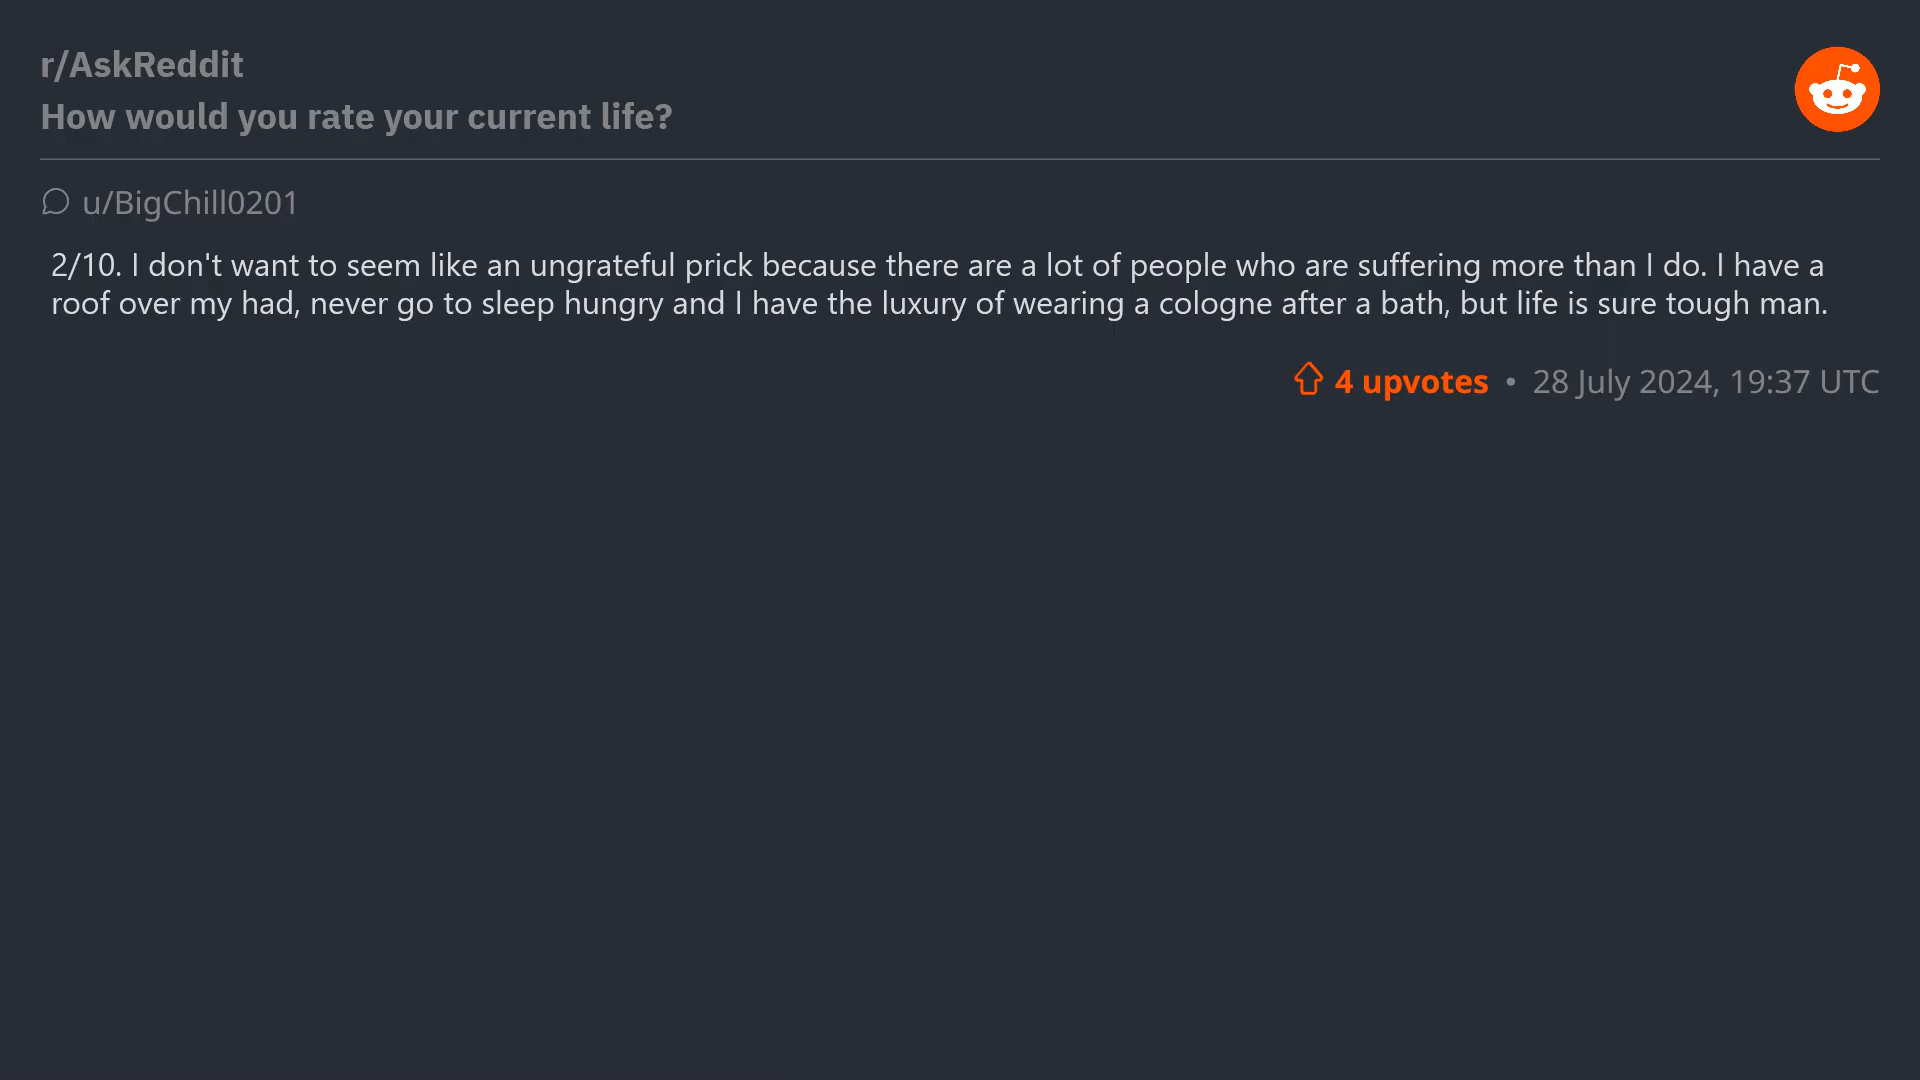 r/AskReddit
How would you rate your current life?
u/BigChill0201
2/10. I don't want to seem like an ungrateful prick because there are a lot of people who are suffering more than I do. I have a
roof over my had, never go to sleep hungry and I have the luxury of wearing a cologne after a bath, but life is sure tough man.
4 upvotes • 28 July 2024, 19:37 UTC